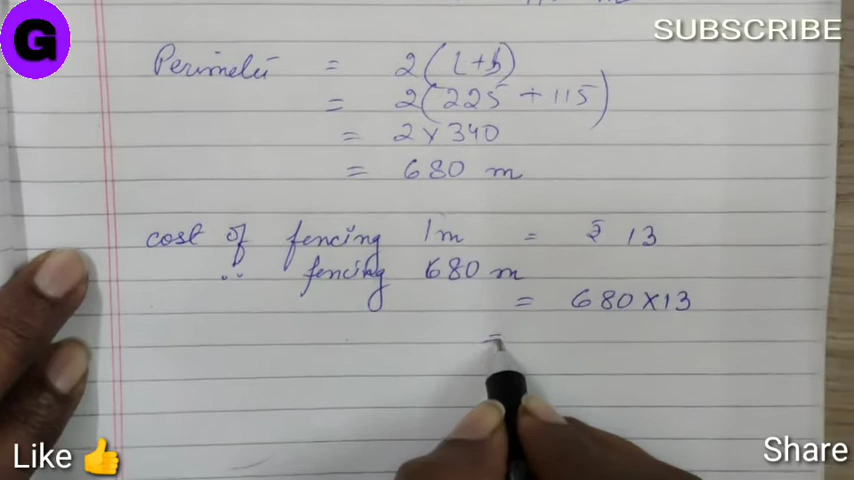 G
SUBSCRIBE
Perimeter = 2(L+b)
= 2(225 + 115)
= 2 x 340
= 680 m
cost of fencing 1m = ₹ 13
" fencing 680 m
= 680 x 13
=
Like 👍
Share